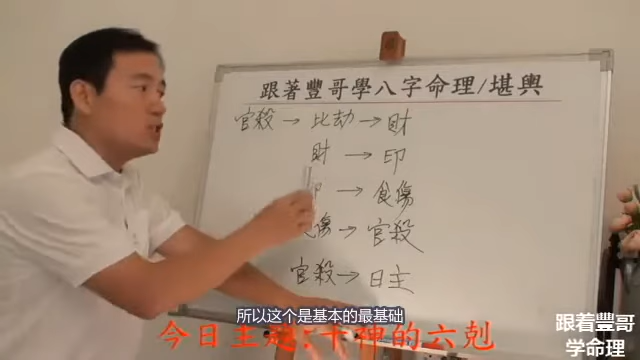 跟著豐哥學八字命理/堪輿
官殺→比劫→財
財→印
印→食傷
食傷→官殺
官殺→日主
所以这个是基本的最基础
今日主題:十神的六剋
跟着豐哥
学命理